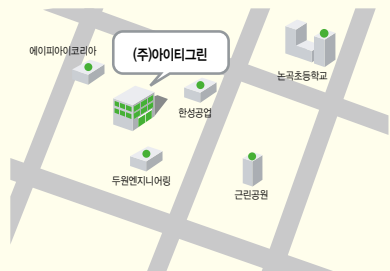 에이피아이코리아
(주)아이티그린
논곡초등학교
한성공업
두원엔지니어링
근린공원